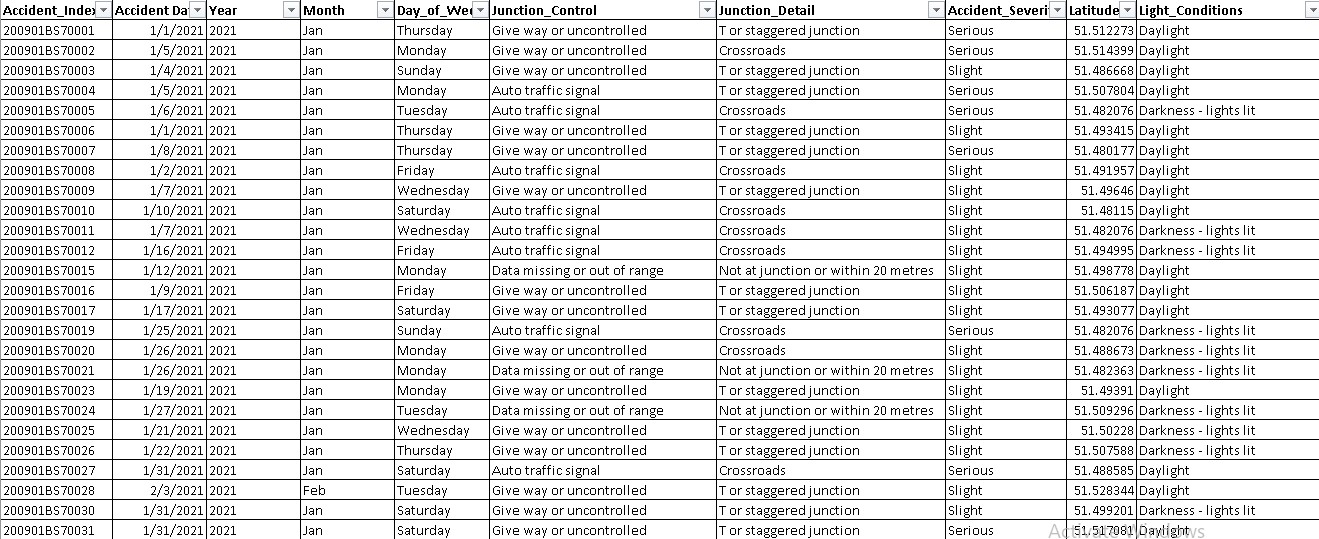 Accident_Index Accident Da Year Month Day_of_Wee Junction_Control Junction_Detail Accident_Severit Latitude Light_Conditions
200901BS70001 1/1/2021 2021 Jan Thursday Give way or uncontrolled T or staggered junction Serious 51.512273 Daylight
200901BS70002 1/5/2021 2021 Jan Monday Give way or uncontrolled Crossroads Serious 51.514399 Daylight
200901BS70003 1/4/2021 2021 Jan Sunday Give way or uncontrolled T or staggered junction Slight 51.486668 Daylight
200901BS70004 1/5/2021 2021 Jan Monday Auto traffic signal T or staggered junction Serious 51.507804 Daylight
200901BS70005 1/6/2021 2021 Jan Tuesday Auto traffic signal Crossroads Serious 51.482076 Darkness - lights lit
200901BS70006 1/1/2021 2021 Jan Thursday Give way or uncontrolled T or staggered junction Slight 51.493415 Daylight
200901BS70007 1/8/2021 2021 Jan Thursday Give way or uncontrolled T or staggered junction Serious 51.480177 Daylight
200901BS70008 1/2/2021 2021 Jan Friday Auto traffic signal Crossroads Slight 51.491957 Daylight
200901BS70009 1/7/2021 2021 Jan Wednesday Give way or uncontrolled T or staggered junction Slight 51.49646 Daylight
200901BS70010 1/10/2021 2021 Jan Saturday Auto traffic signal Crossroads Slight 51.48115 Daylight
200901BS70011 1/7/2021 2021 Jan Wednesday Auto traffic signal Crossroads Slight 51.482076 Darkness - lights lit
200901BS70012 1/16/2021 2021 Jan Friday Auto traffic signal Crossroads Slight 51.494995 Darkness - lights lit
200901BS70015 1/12/2021 2021 Jan Monday Data missing or out of range Not at junction or within 20 metres Slight 51.498778 Daylight
200901BS70016 1/9/2021 2021 Jan Friday Give way or uncontrolled T or staggered junction Slight 51.506187 Daylight
200901BS70017 1/17/2021 2021 Jan Saturday Give way or uncontrolled T or staggered junction Slight 51.493077 Daylight
200901BS70019 1/25/2021 2021 Jan Sunday Auto traffic signal Crossroads Serious 51.482076 Darkness - lights lit
200901BS70020 1/26/2021 2021 Jan Monday Give way or uncontrolled Crossroads Slight 51.488673 Darkness - lights lit
200901BS70021 1/26/2021 2021 Jan Monday Data missing or out of range Not at junction or within 20 metres Slight 51.482363 Darkness - lights lit
200901BS70023 1/19/2021 2021 Jan Monday Give way or uncontrolled T or staggered junction Slight 51.49391 Daylight
200901BS70024 1/27/2021 2021 Jan Tuesday Data missing or out of range Not at junction or within 20 metres Slight 51.509296 Darkness - lights lit
200901BS70025 1/21/2021 2021 Jan Wednesday Give way or uncontrolled T or staggered junction Slight 51.50228 Darkness - lights lit
200901BS70026 1/22/2021 2021 Jan Thursday Give way or uncontrolled T or staggered junction Slight 51.507588 Darkness - lights lit
200901BS70027 1/31/2021 2021 Jan Saturday Auto traffic signal Crossroads Serious 51.488585 Daylight
200901BS70028 2/3/2021 2021 Feb Tuesday Give way or uncontrolled T or staggered junction Slight 51.528344 Daylight
200901BS70030 1/31/2021 2021 Jan Saturday Give way or uncontrolled T or staggered junction Slight 51.499201 Darkness - lights lit
200901BS70031 1/31/2021 2021 Jan Saturday Give way or uncontrolled T or staggered junction Serious 51.517081 Daylight
Activate Windows